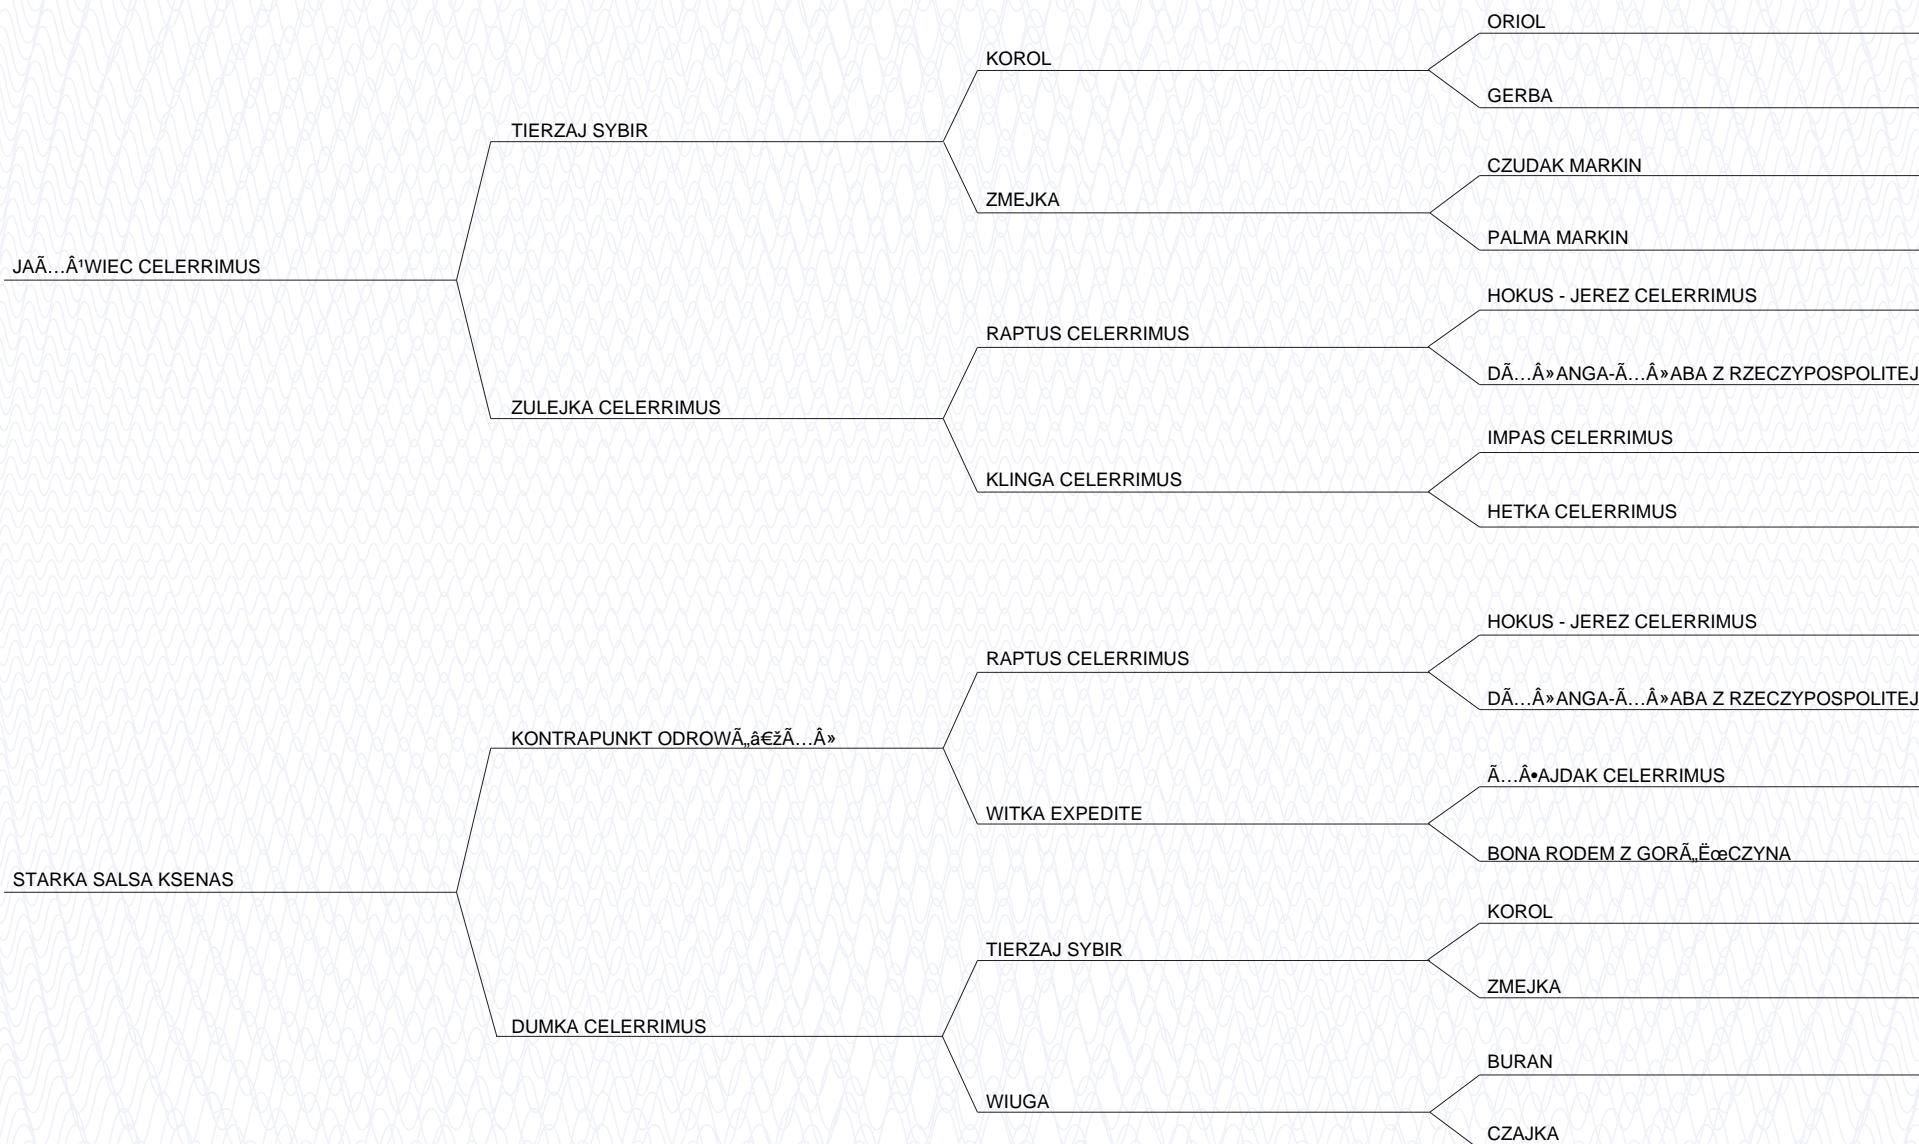 ORIOL
KOROL
GERBA
TIERZAJ SYBIR
CZUDAK MARKIN
ZMEJKA
PALMA MARKIN
JAÃ…Â¹WIEC CELERRIMUS
HOKUS - JEREZ CELERRIMUS
RAPTUS CELERRIMUS
DÃ…Â»ANGA-Ã…Â»ABA Z RZECZYPOSPOLITEJ
ZULEJKA CELERRIMUS
IMPAS CELERRIMUS
KLINGA CELERRIMUS
HETKA CELERRIMUS
HOKUS - JEREZ CELERRIMUS
RAPTUS CELERRIMUS
DÃ…Â»ANGA-Ã…Â»ABA Z RZECZYPOSPOLITEJ
KONTRAPUNKT ODROWÃ„â€žÃ…Â»
Ã…Â•AJDAK CELERRIMUS
WITKA EXPEDITE
BONA RODEM Z GORÃ„ËœCZYNA
STARKA SALSA KSENAS
KOROL
TIERZAJ SYBIR
ZMEJKA
DUMKA CELERRIMUS
BURAN
WIUGA
CZAJKA